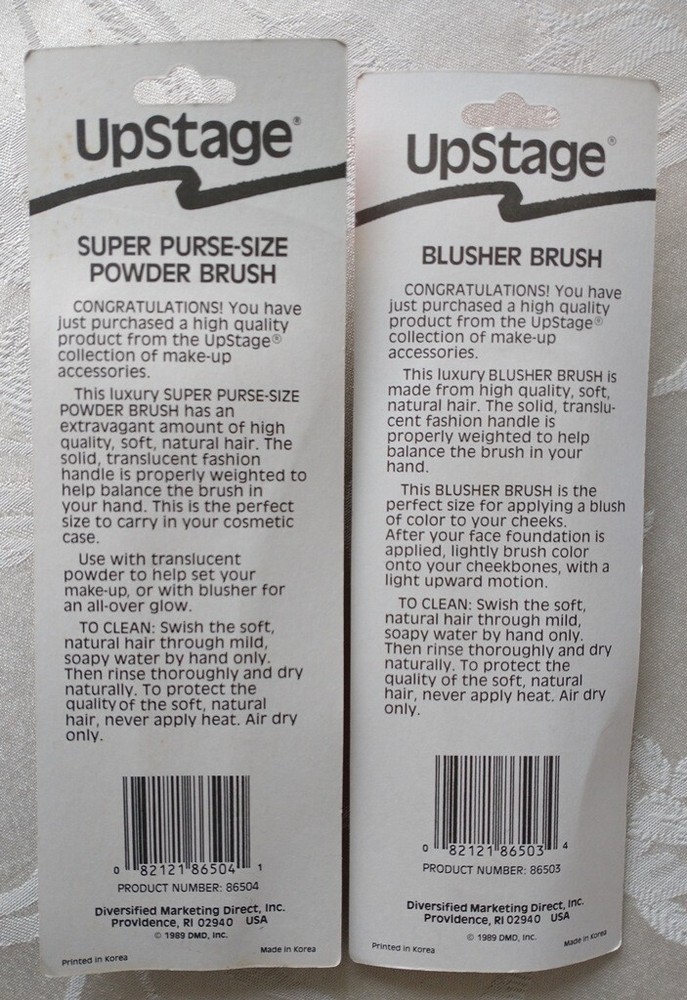 UpStage®
SUPER PURSE-SIZE
POWDER BRUSH
CONGRATULATIONS! You have
just purchased a high quality
product from the UpStage®
collection of make-up
accessories.
This luxury SUPER PURSE-SIZE
POWDER BRUSH has an
extravagant amount of high
quality, soft, natural hair. The
solid, translucent fashion
handle is properly weighted to
help balance the brush in
your hand. This is the perfect
size to carry in your cosmetic
case.
Use with translucent
powder to help set your
make-up, or with blusher for
an all-over glow.
TO CLEAN: Swish the soft,
natural hair through mild,
soapy water by hand only.
Then rinse thoroughly and dry
naturally. To protect the
quality of the soft, natural
hair, never apply heat. Air dry
only.
0 82121 86504 1
PRODUCT NUMBER: 86504
Diversified Marketing Direct, Inc.
Providence, RI 02940 USA
© 1989 DMD, Inc.
Printed in Korea
Made in Korea
UpStage®
BLUSHER BRUSH
CONGRATULATIONS! You have
just purchased a high quality
product from the UpStage®
collection of make-up
accessories.
This luxury BLUSHER BRUSH is
made from high quality, soft,
natural hair. The solid, translu-
cent fashion handle is
properly weighted to help
balance the brush in your
hand.
This BLUSHER BRUSH is the
perfect size for applying a blush
of color to your cheeks.
After your face foundation is
applied, lightly brush color
onto your cheekbones, with a
light upward motion.
TO CLEAN: Swish the soft,
natural hair through mild,
soapy water by hand only.
Then rinse thoroughly and dry
naturally. To protect the
quality of the soft, natural
hair, never apply heat. Air dry
only.
0 82121 86503 4
PRODUCT NUMBER: 86503
Diversified Marketing Direct, Inc.
Providence, RI 02940 USA
© 1989 DMD, Inc.
Printed in Korea
Made in Korea